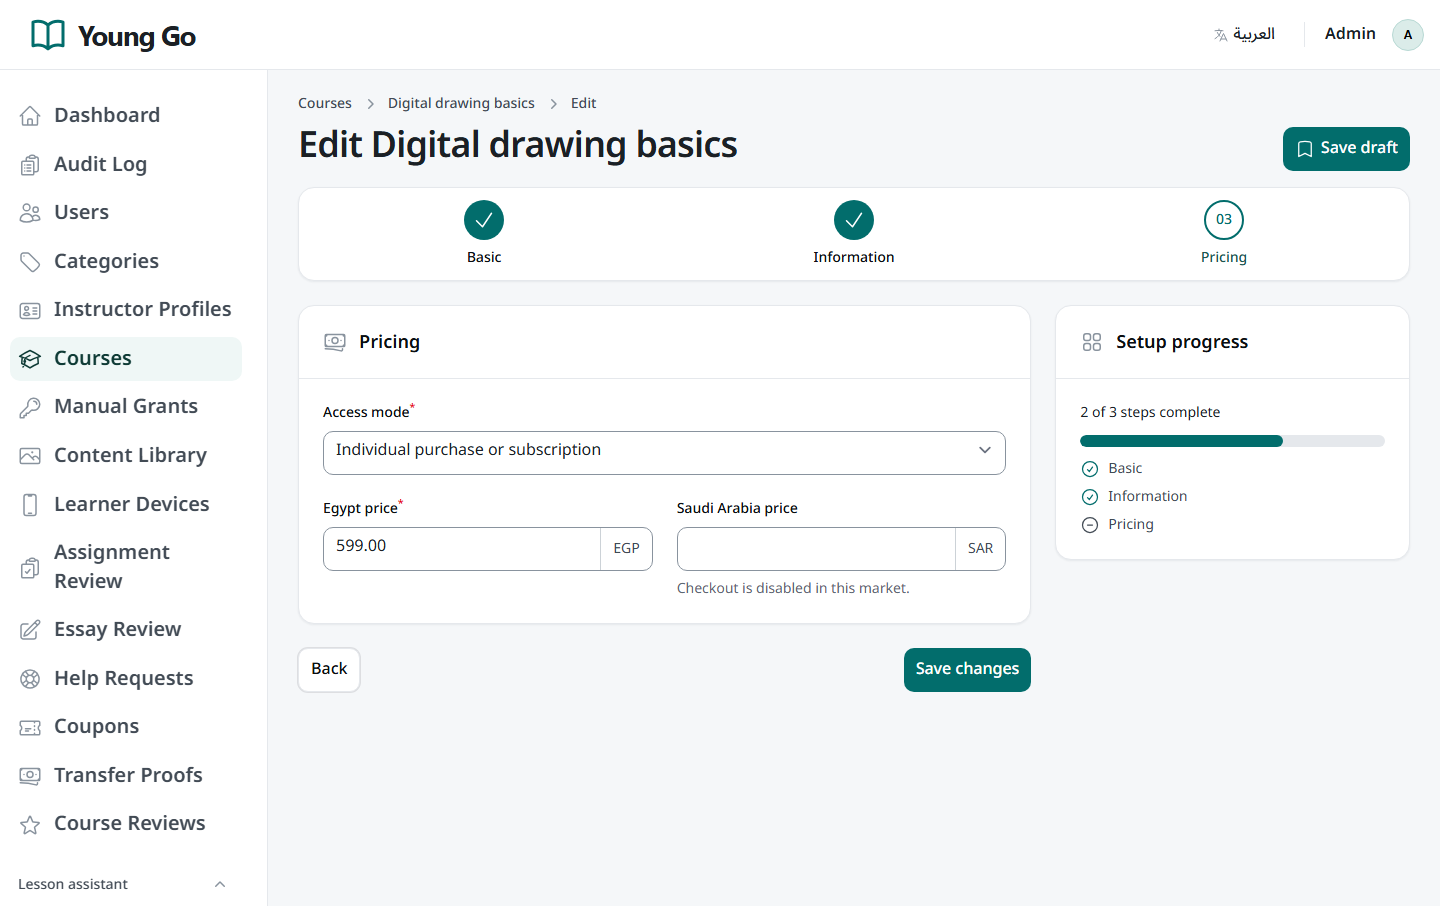 Young Go
العربية
Admin
A
Dashboard
Audit Log
Users
Categories
Instructor Profiles
Courses
Manual Grants
Content Library
Learner Devices
Assignment
Review
Essay Review
Help Requests
Coupons
Transfer Proofs
Course Reviews
Lesson assistant
Courses > Digital drawing basics > Edit
Edit Digital drawing basics
Save draft
Basic
Information
03
Pricing
Pricing
Access mode*
Individual purchase or subscription
Egypt price*
599.00
EGP
Saudi Arabia price
SAR
Checkout is disabled in this market.
Back
Save changes
Setup progress
2 of 3 steps complete
Basic
Information
Pricing